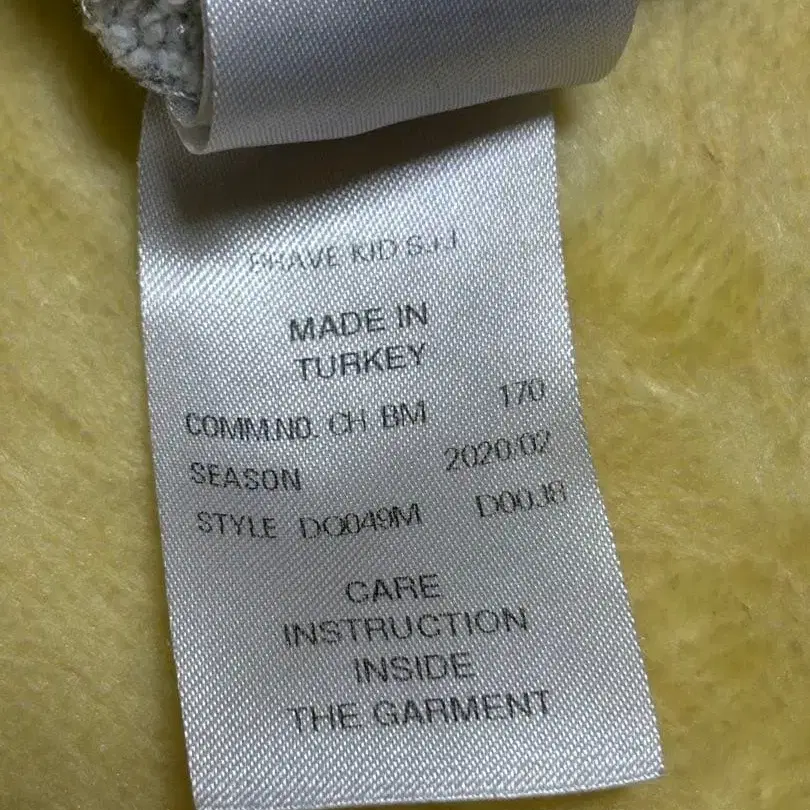 BRAVE KID S.r.l
MADE IN
TURKEY
COMM.NO. CH BM 170
SEASON 2020/02
STYLE DQ049M D00J8
CARE
INSTRUCTION
INSIDE
THE GARMENT